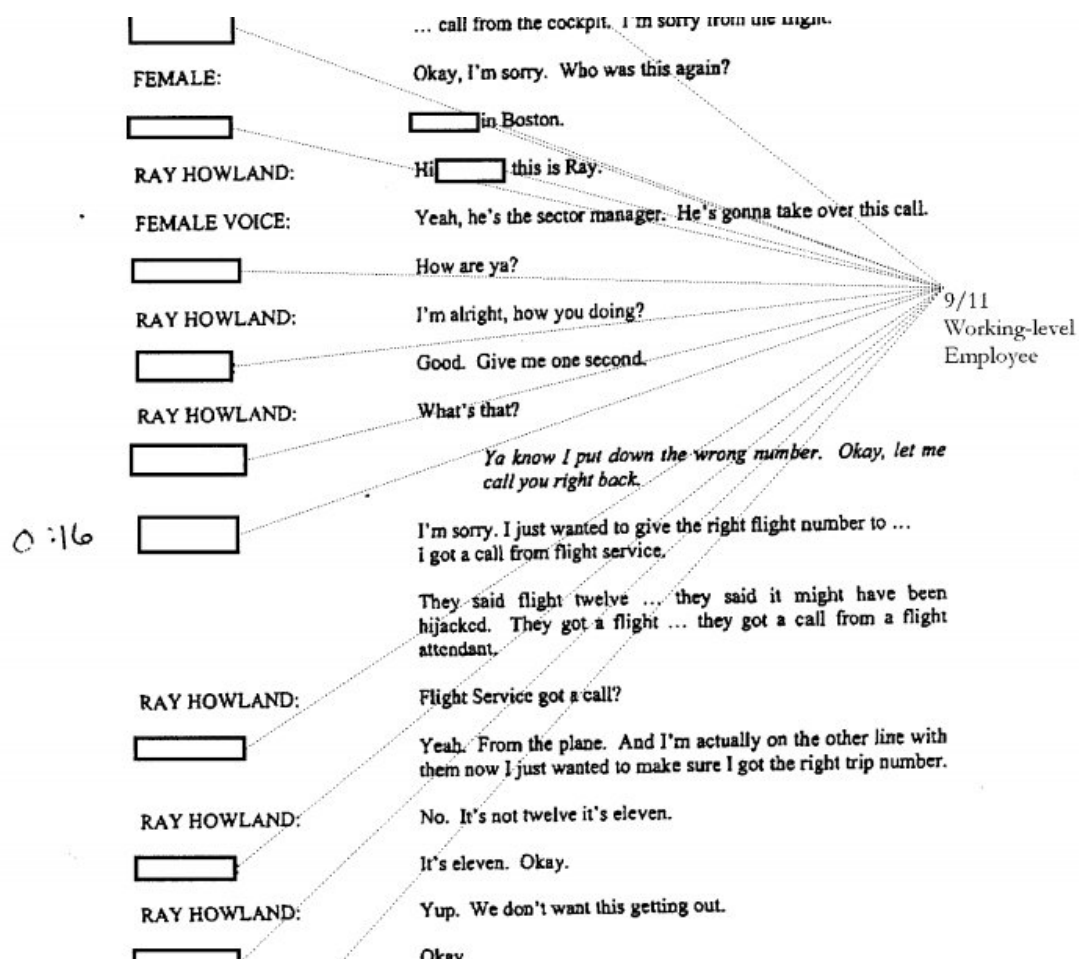 ... call from the cockpit. I'm sorry from the flight.
FEMALE: Okay, I'm sorry. Who was this again?
in Boston.
RAY HOWLAND: Hi this is Ray.
FEMALE VOICE: Yeah, he's the sector manager. He's gonna take over this call.
How are ya?
9/11
Working-level
Employee
RAY HOWLAND: I'm alright, how you doing?
Good. Give me one second.
RAY HOWLAND: What's that?
Ya know I put down the wrong number. Okay, let me
call you right back.
0:16
I'm sorry. I just wanted to give the right flight number to ...
I got a call from flight service.
They said flight twelve ... they said it might have been
hijacked. They got a flight ... they got a call from a flight
attendant.
RAY HOWLAND: Flight Service got a call?
Yeah. From the plane. And I'm actually on the other line with
them now I just wanted to make sure I got the right trip number.
RAY HOWLAND: No. It's not twelve it's eleven.
It's eleven. Okay.
RAY HOWLAND: Yup. We don't want this getting out.
Okay